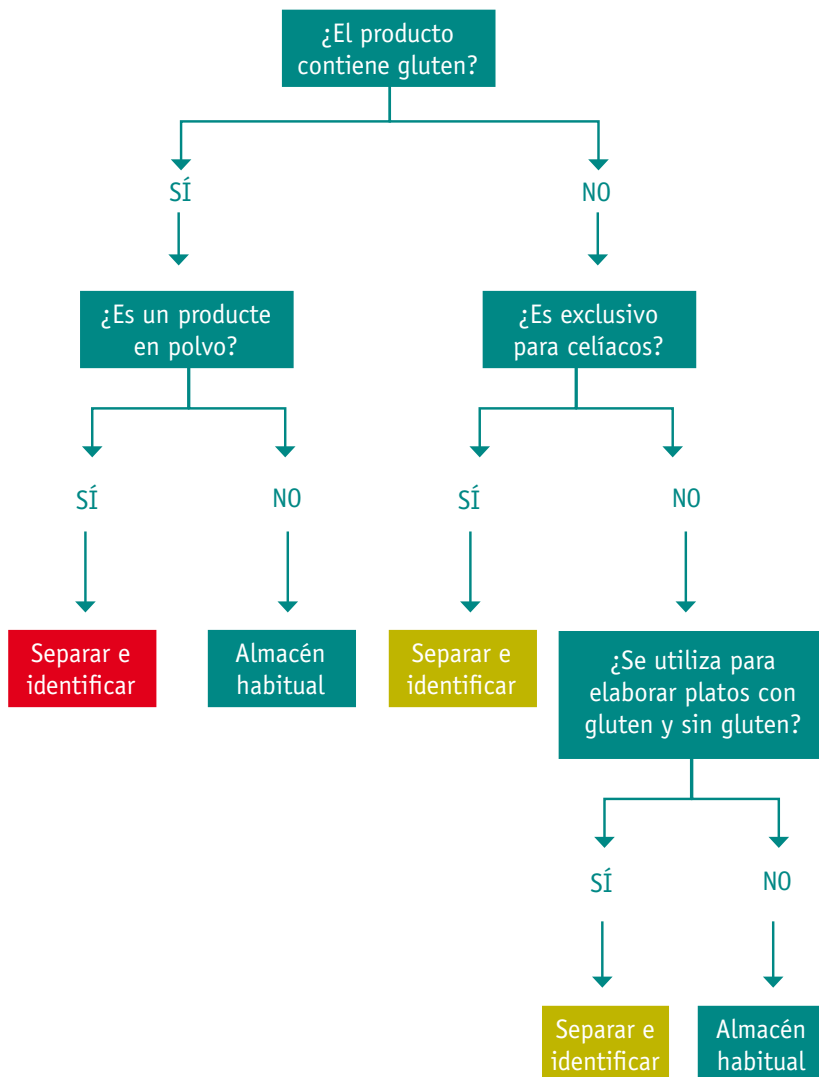 ¿El producto
contiene gluten?
SÍ
NO
¿Es un producte
en polvo?
¿Es exclusivo
para celíacos?
SÍ
NO
SÍ
NO
Separar e
identificar
Almacén
habitual
Separar e
identificar
¿Se utiliza para
elaborar platos con
gluten y sin gluten?
SÍ
NO
Separar e
identificar
Almacén
habitual